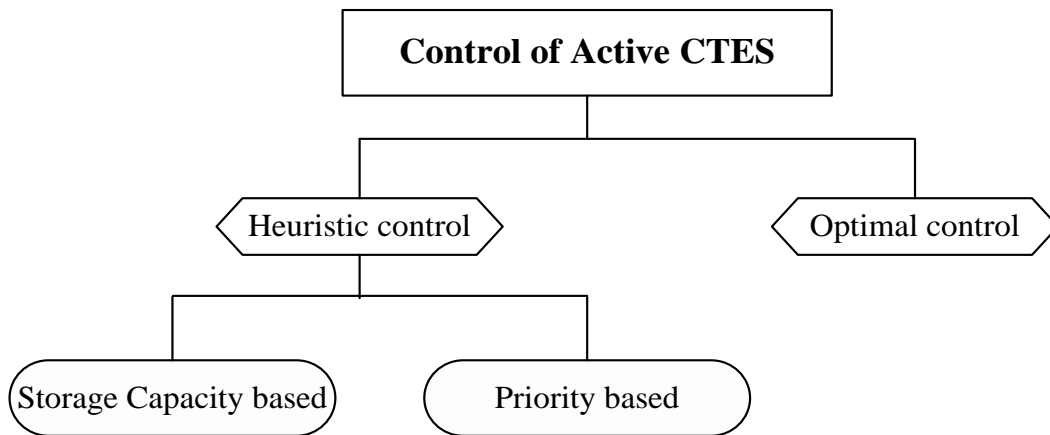 Control of Active CTES
Heuristic control
Optimal control
Storage Capacity based
Priority based